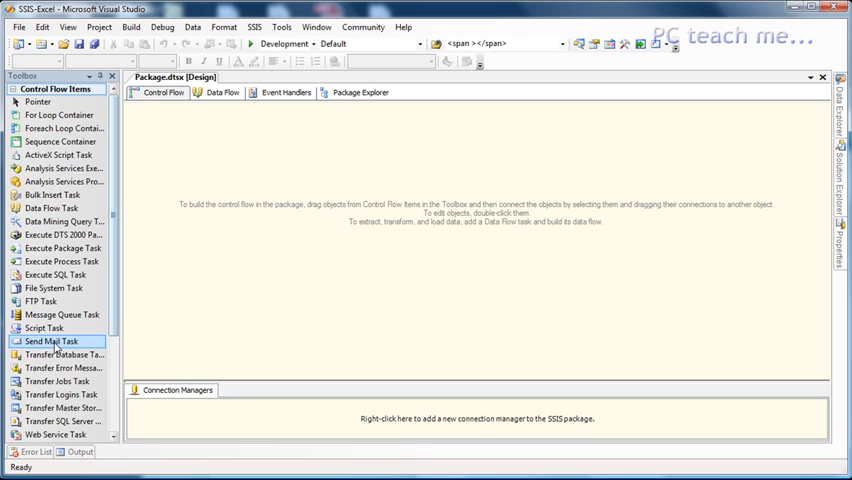 SSIS-Excel - Microsoft Visual Studio
File Edit View Project Build Debug Data Format SSIS Tools Window Community Help
PC teach me...
Development Default <span ></span>
Toolbox
Package.dtsx [Design]
Control Flow Items
Control Flow Data Flow Event Handlers Package Explorer
Pointer
For Loop Container
Foreach Loop Contai...
Sequence Container
ActiveX Script Task
Analysis Services Exe...
Analysis Services Pro...
Bulk Insert Task
Data Flow Task
Data Mining Query T...
Execute DTS 2000 Pa...
Execute Package Task
Execute Process Task
Execute SQL Task
File System Task
FTP Task
Message Queue Task
Script Task
Send Mail Task
Transfer Database Ta...
Transfer Error Messa...
Transfer Jobs Task
Transfer Logins Task
Transfer Master Stor...
Transfer SQL Server ...
Web Service Task
To build the control flow in the package, drag objects from Control Flow Items in the Toolbox and then connect the objects by selecting them and dragging their connections to another object.
To edit objects, double-click them.
To extract, transform, and load data, add a Data Flow task and build its data flow.
Connection Managers
Right-click here to add a new connection manager to the SSIS package.
Data Explorer
Solution Explorer
Properties
Error List Output
Ready